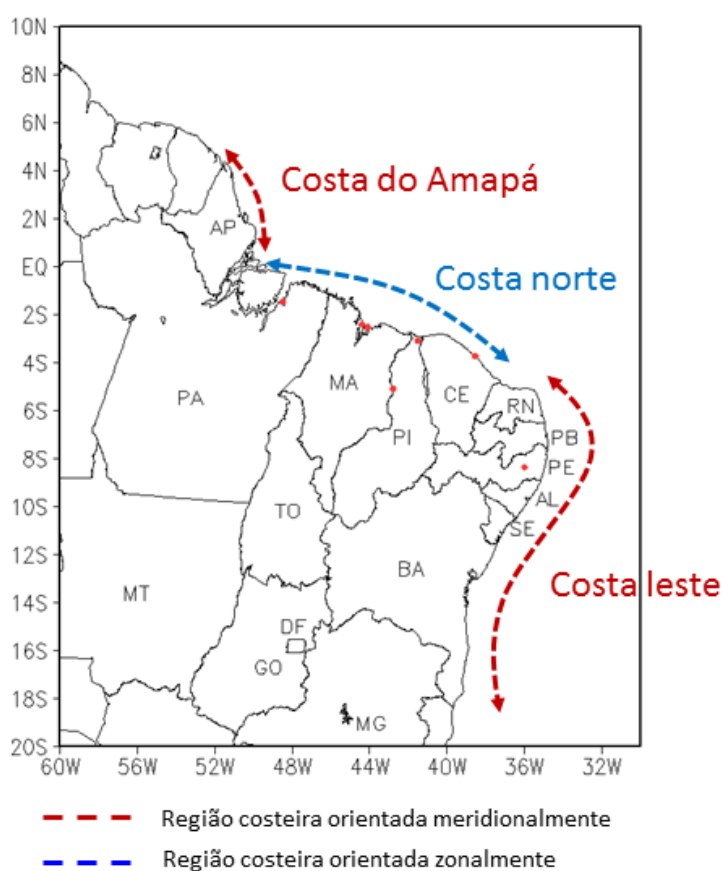 10N
8N
6N
4N
Costa do Amapá
2N
AP
EQ
Costa norte
2S
4S
MA
CE
PA
RN
6S
PI
PB
8S
PE
10S
TO
AL
SE
12S
BA
Costa leste
MT
14S
DF
16S
GO
18S
MG
20S
60W 56W 52W 48W 44W 40W 36W 32W
Região costeira orientada meridionalmente
Região costeira orientada zonalmente